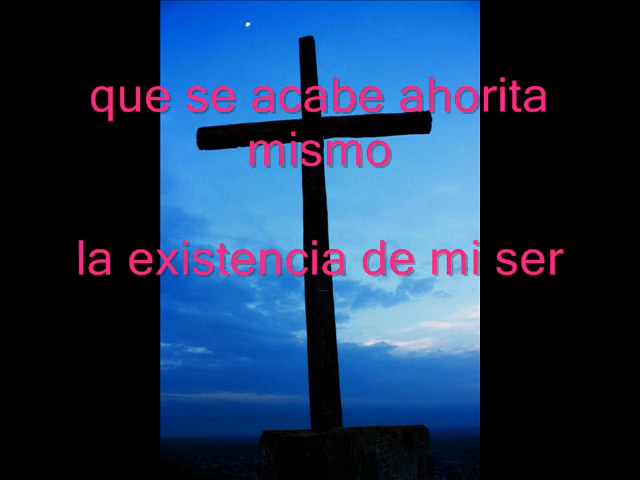 que se acabe ahorita
mismo
la existencia de mi ser